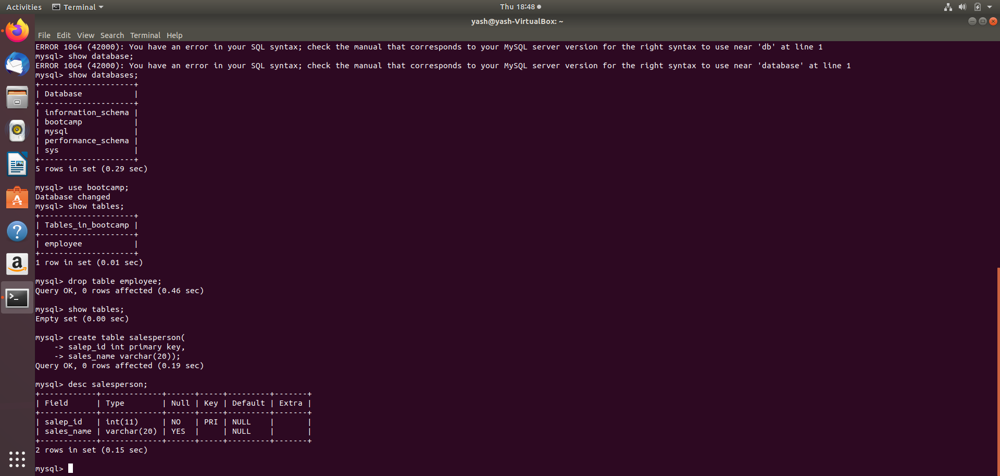 Activities Terminal Thu 18:48
yash@yash-VirtualBox: ~
File Edit View Search Terminal Help
ERROR 1064 (42000): You have an error in your SQL syntax; check the manual that corresponds to your MySQL server version for the right syntax to use near 'db' at line 1
mysql> show database;
ERROR 1064 (42000): You have an error in your SQL syntax; check the manual that corresponds to your MySQL server version for the right syntax to use near 'database' at line 1
mysql> show databases;
+--------------------+
| Database           |
+--------------------+
| information_schema |
| bootcamp           |
| mysql              |
| performance_schema |
| sys                |
+--------------------+
5 rows in set (0.29 sec)

mysql> use bootcamp;
Database changed
mysql> show tables;
+--------------------+
| Tables_in_bootcamp |
+--------------------+
| employee           |
+--------------------+
1 row in set (0.01 sec)

mysql> drop table employee;
Query OK, 0 rows affected (0.46 sec)

mysql> show tables;
Empty set (0.00 sec)

mysql> create table salesperson(
    -> salep_id int primary key,
    -> sales_name varchar(20));
Query OK, 0 rows affected (0.19 sec)

mysql> desc salesperson;
+------------+-------------+------+-----+---------+-------+
| Field      | Type        | Null | Key | Default | Extra |
+------------+-------------+------+-----+---------+-------+
| salep_id   | int(11)     | NO   | PRI | NULL    |       |
| sales_name | varchar(20) | YES  |     | NULL    |       |
+------------+-------------+------+-----+---------+-------+
2 rows in set (0.15 sec)

mysql>